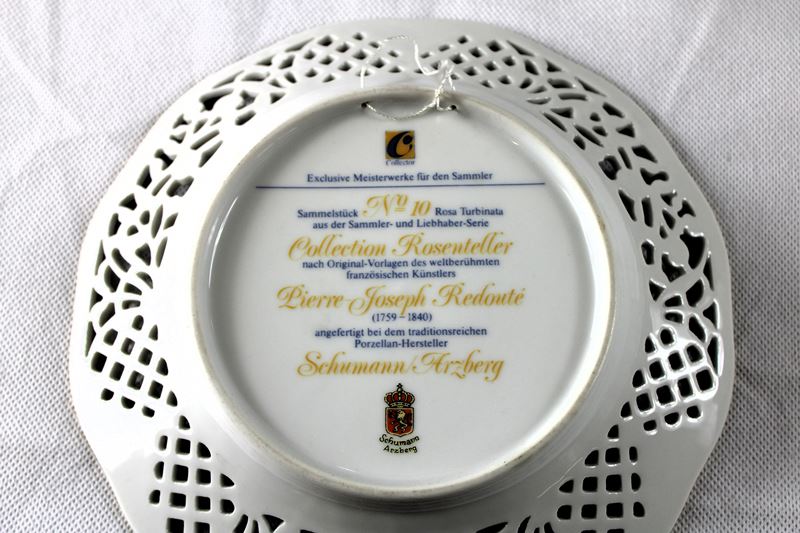 Collector
Exclusive Meisterwerke für den Sammler
Sammelstück No 10 Rosa Turbinata
aus der Sammler- und Liebhaber-Serie
Collection Rosenteller
nach Original-Vorlagen des weltberühmten
französischen Künstlers
Pierre-Joseph Redouté
(1759 – 1840)
angefertigt bei dem traditionsreichen
Porzellan-Hersteller
Schumann/Arzberg
Schumann
Arzberg